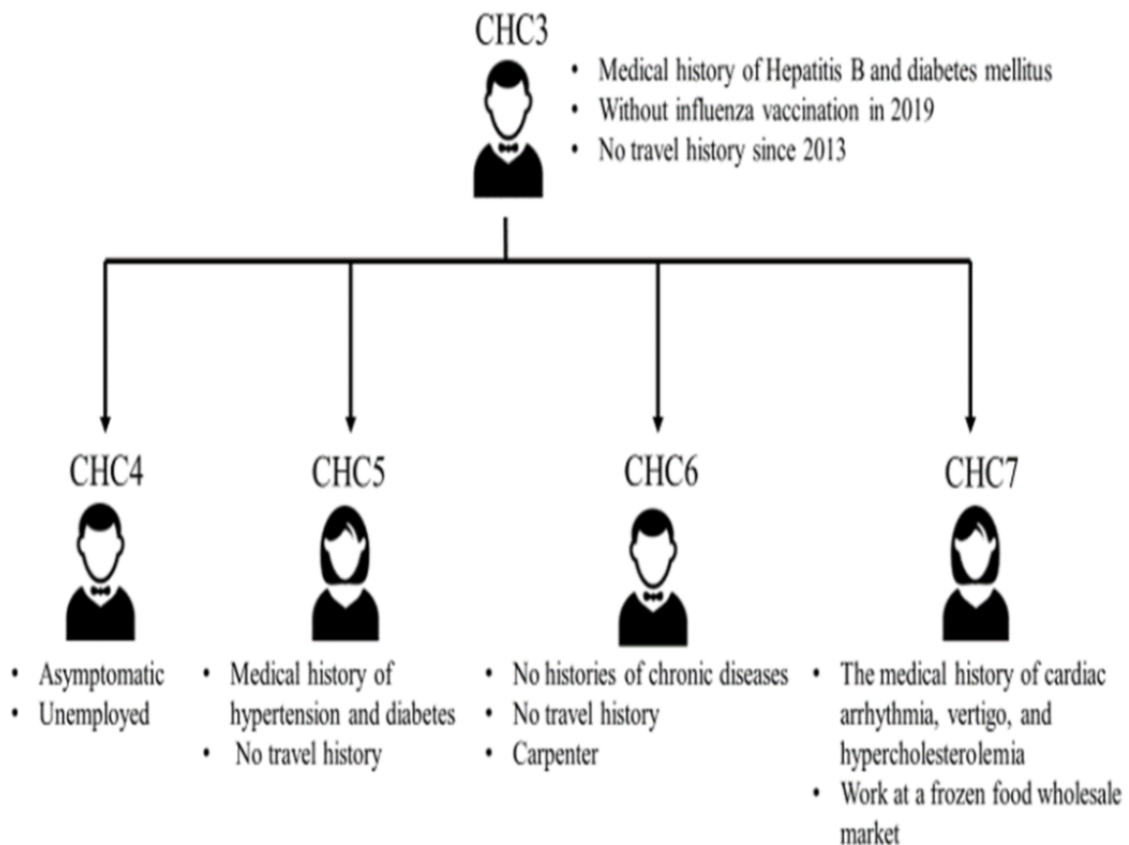 CHC3
• Medical history of Hepatitis B and diabetes mellitus
• Without influenza vaccination in 2019
• No travel history since 2013
CHC4
• Asymptomatic
• Unemployed
CHC5
• Medical history of
hypertension and diabetes
• No travel history
CHC6
• No histories of chronic diseases
• No travel history
• Carpenter
CHC7
• The medical history of cardiac
arrhythmia, vertigo, and
hypercholesterolemia
• Work at a frozen food wholesale
market